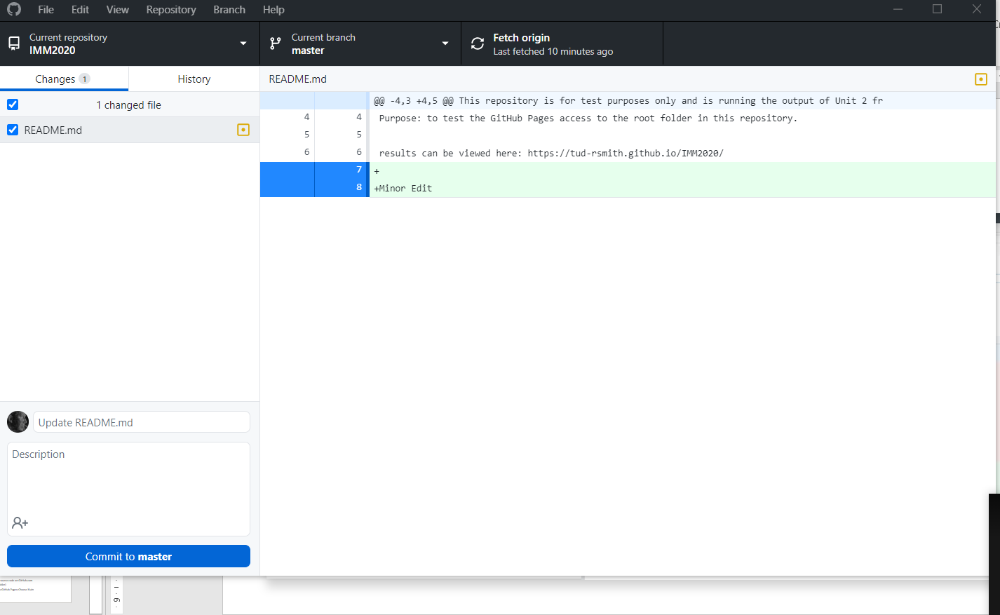 File Edit View Repository Branch Help
Current repository
IMM2020
Current branch
master
Fetch origin
Last fetched 10 minutes ago
Changes 1
History
README.md
1 changed file
README.md
@@ -4,3 +4,5 @@ This repository is for test purposes only and is running the output of Unit 2 fr
4 4 Purpose: to test the GitHub Pages access to the root folder in this repository.
5 5
6 6 results can be viewed here: https://tud-rsmith.github.io/IMM2020/
7 +
8 +Minor Edit
Update README.md
Description
Commit to master